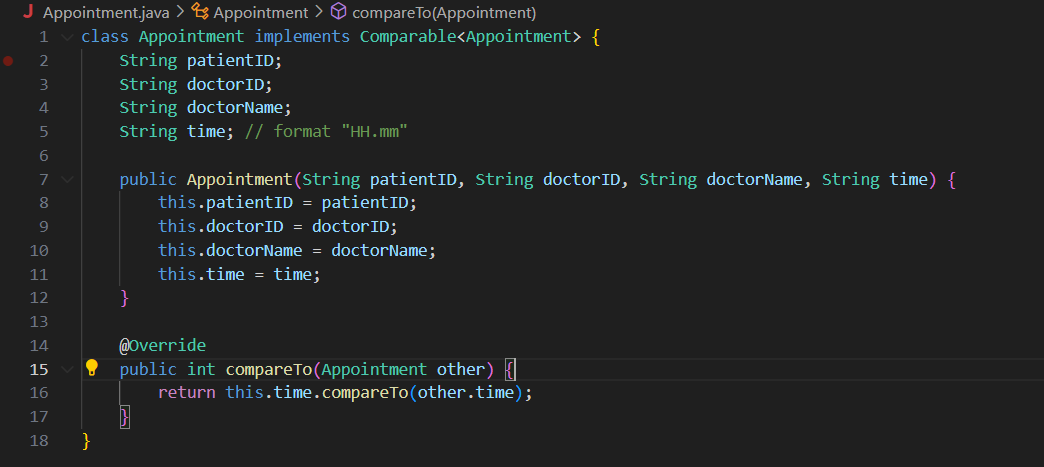 Appointment.java > Appointment > compareTo(Appointment)
1 class Appointment implements Comparable<Appointment> {
2     String patientID;
3     String doctorID;
4     String doctorName;
5     String time; // format "HH.mm"
6
7     public Appointment(String patientID, String doctorID, String doctorName, String time) {
8         this.patientID = patientID;
9         this.doctorID = doctorID;
10         this.doctorName = doctorName;
11         this.time = time;
12     }
13
14     @Override
15     public int compareTo(Appointment other) {
16         return this.time.compareTo(other.time);
17     }
18 }